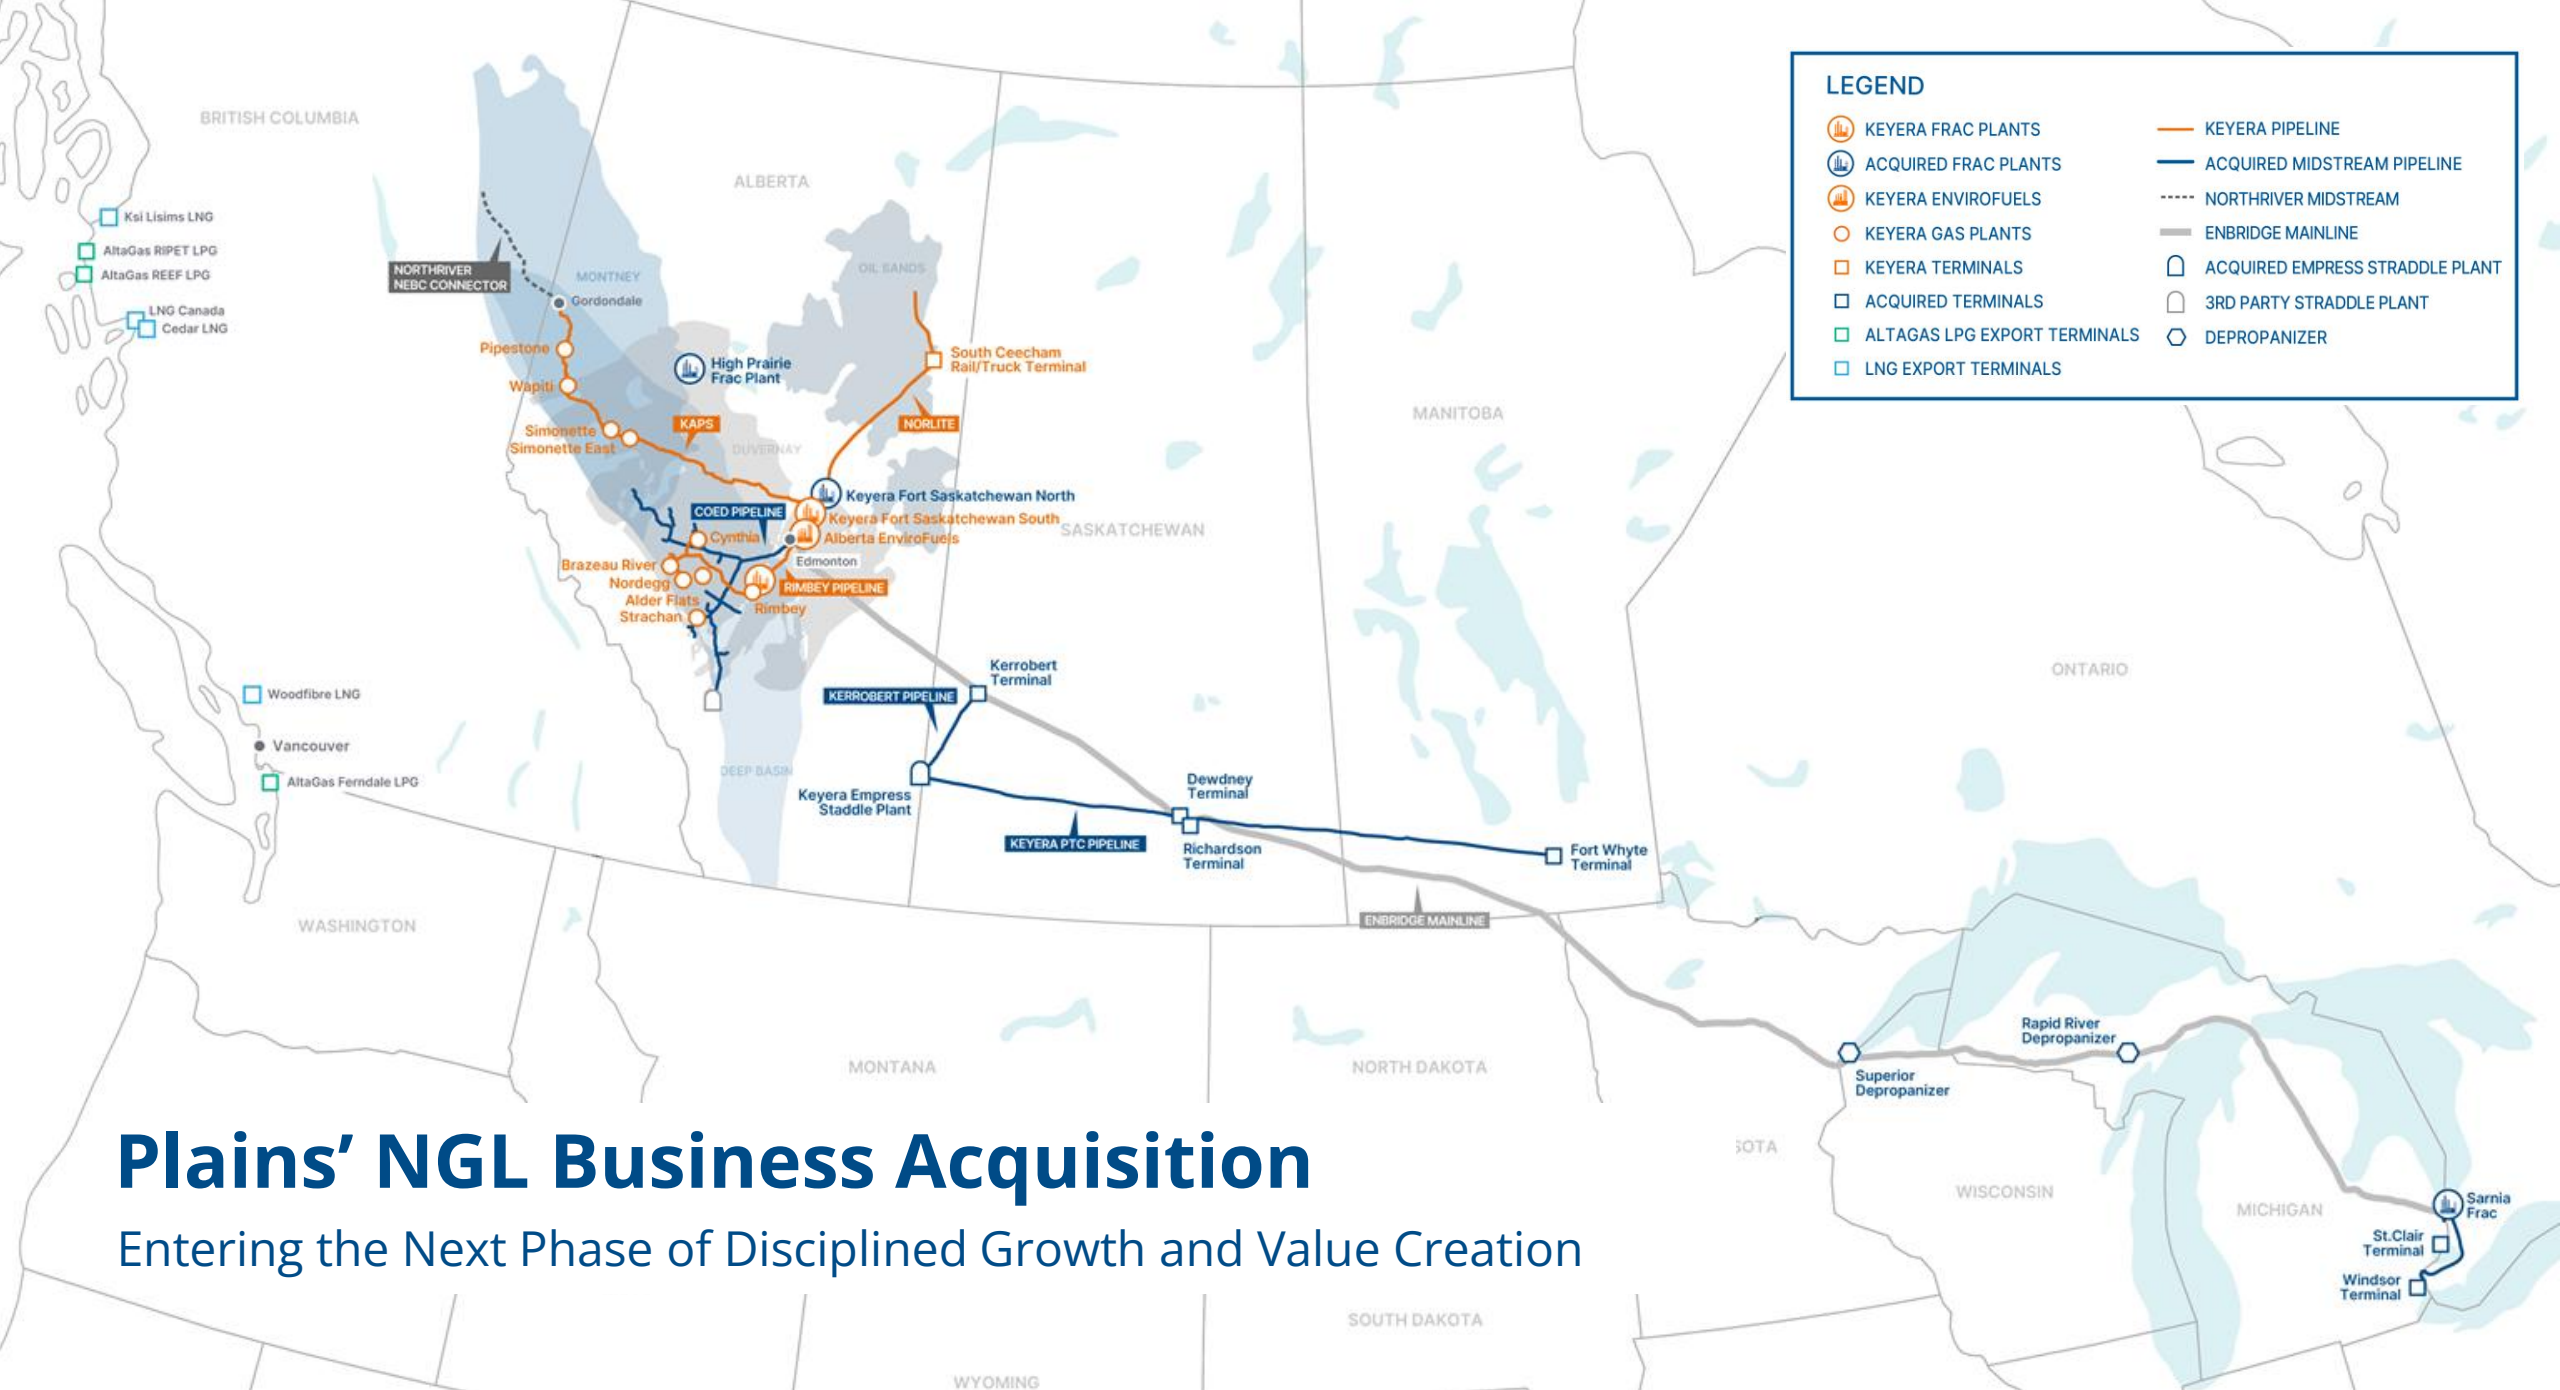 BRITISH COLUMBIA
ALBERTA
Ksi Lisims LNG
AltaGas RIPET LPG
AltaGas REEF LPG
LNG Canada
Cedar LNG
NORTHRIVER
NEBC CONNECTOR
MONTNEY
Gordondale
OIL SANDS
Pipestone
Wapiti
High Prairie
Frac Plant
South Ceecham
Rail/Truck Terminal
Simonette
Simonette East
KAPS
NORLITE
DUVERNAY
COED PIPELINE
Keyera Fort Saskatchewan North
Keyera Fort Saskatchewan South
Cynthia
Alberta EnviroFuels
Edmonton
Brazeau River
Nordegg
Alder Flats
Strachan
RIMBEY PIPELINE
Rimbey
SASKATCHEWAN
MANITOBA
ONTARIO
LEGEND
KEYERA FRAC PLANTS
ACQUIRED FRAC PLANTS
KEYERA ENVIROFUELS
KEYERA GAS PLANTS
KEYERA TERMINALS
ACQUIRED TERMINALS
ALTAGAS LPG EXPORT TERMINALS
LNG EXPORT TERMINALS
KEYERA PIPELINE
ACQUIRED MIDSTREAM PIPELINE
NORTHRIVER MIDSTREAM
ENBRIDGE MAINLINE
ACQUIRED EMPRESS STRADDLE PLANT
3RD PARTY STRADDLE PLANT
DEPROPANIZER
Woodfibre LNG
Vancouver
AltaGas Ferndale LPG
Kerrobert
Terminal
KERROBERT PIPELINE
DEEP BASIN
Keyera Empress
Staddle Plant
Dewdney
Terminal
KEYERA PTC PIPELINE
Richardson
Terminal
Fort Whyte
Terminal
ENBRIDGE MAINLINE
WASHINGTON
MONTANA
NORTH DAKOTA
Rapid River
Depropanizer
Superior
Depropanizer
SOTA
WISCONSIN
MICHIGAN
Sarnia
Frac
St.Clair
Terminal
Windsor
Terminal
Plains’ NGL Business Acquisition
Entering the Next Phase of Disciplined Growth and Value Creation
SOUTH DAKOTA
WYOMING